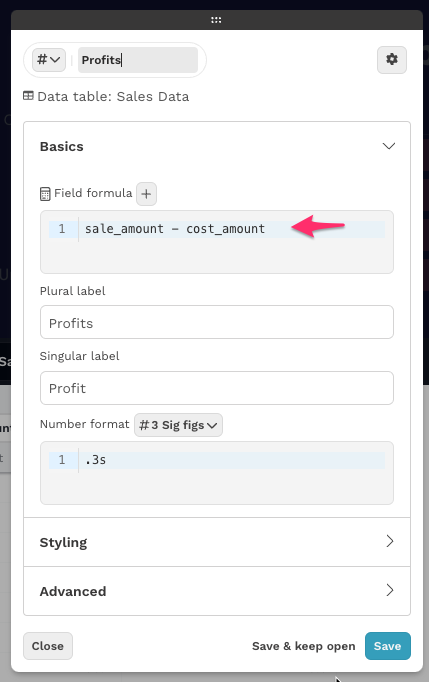 # Profits
Data table: Sales Data
Basics
Field formula +
1 sale_amount - cost_amount
Plural label
Profits
Singular label
Profit
Number format # 3 Sig figs
1 .3s
Styling
Advanced
Close Save & keep open Save